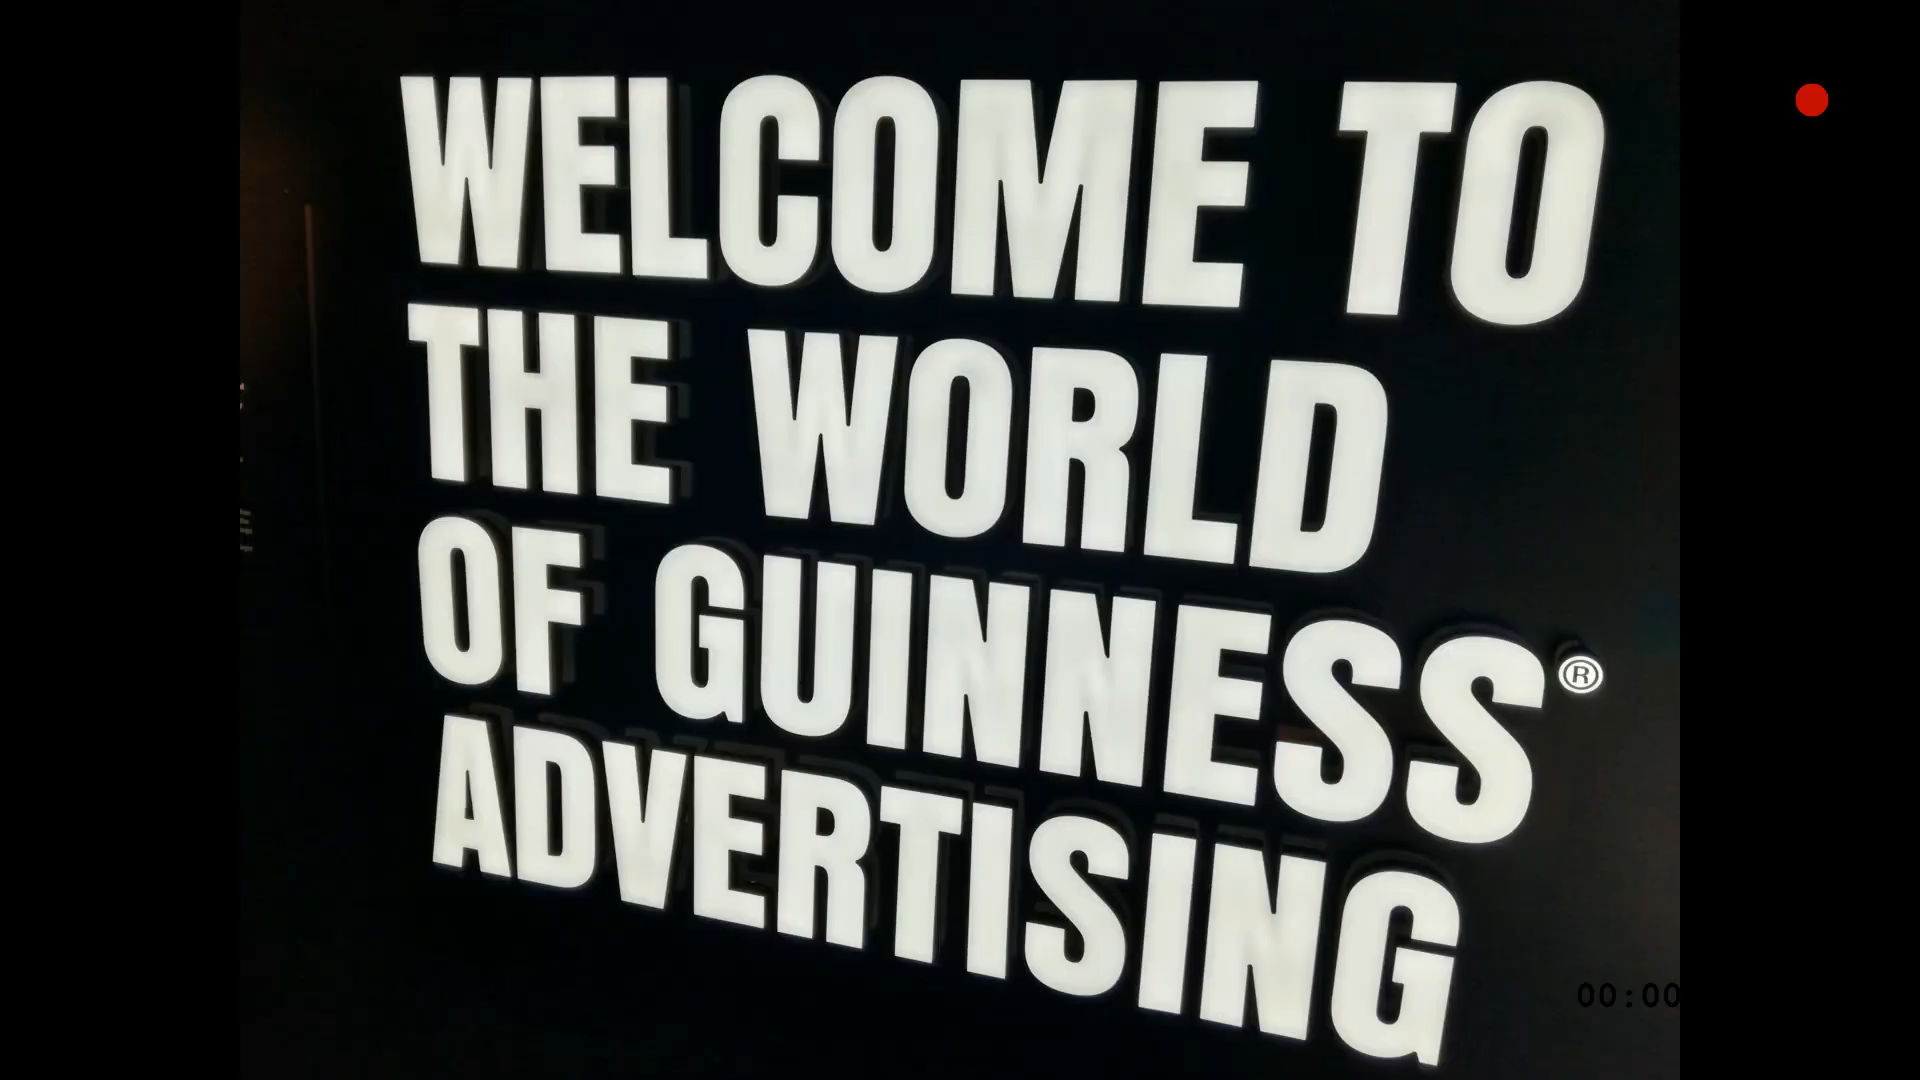 WELCOME TO
THE WORLD
OF GUINNESS®
ADVERTISING
00:00